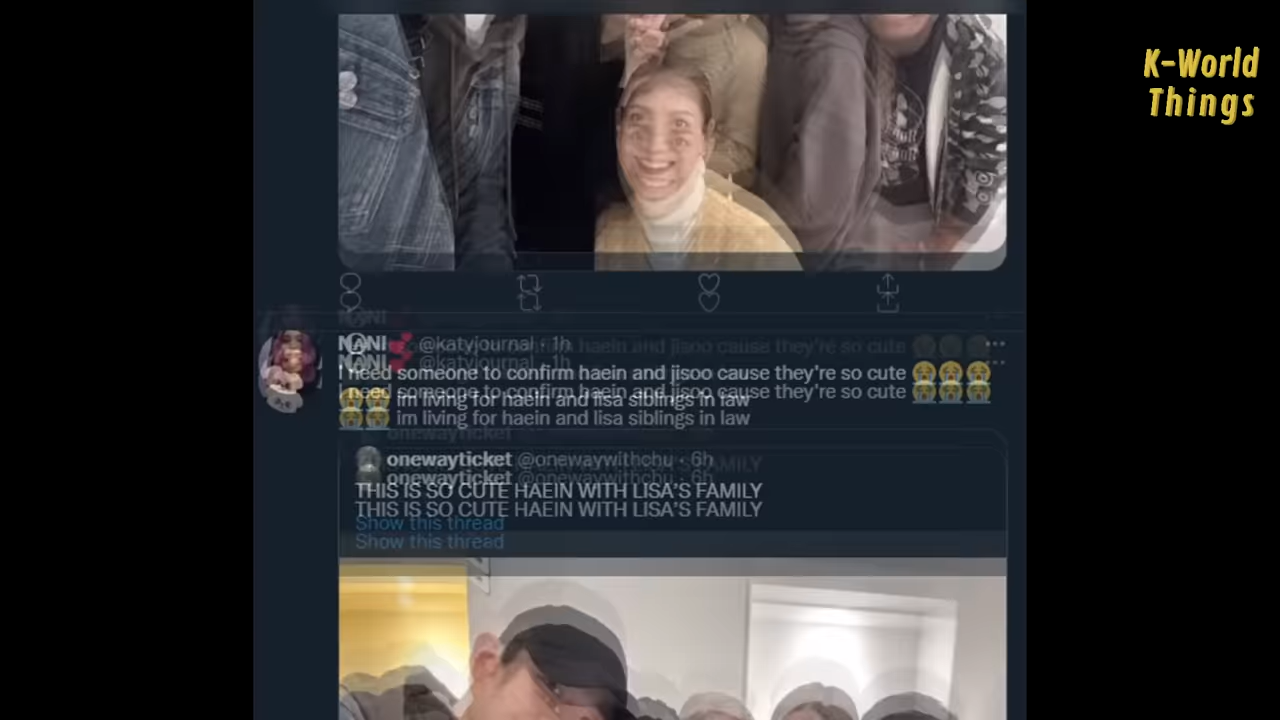 K-World
Things
NANI @katyjournal · 1h
I need someone to confirm haein and jisoo cause they're so cute 😭😭😭
😭😭 im living for haein and lisa siblings in law
onewayticket @onewaywithchu · 6h
THIS IS SO CUTE HAEIN WITH LISA'S FAMILY
Show this thread